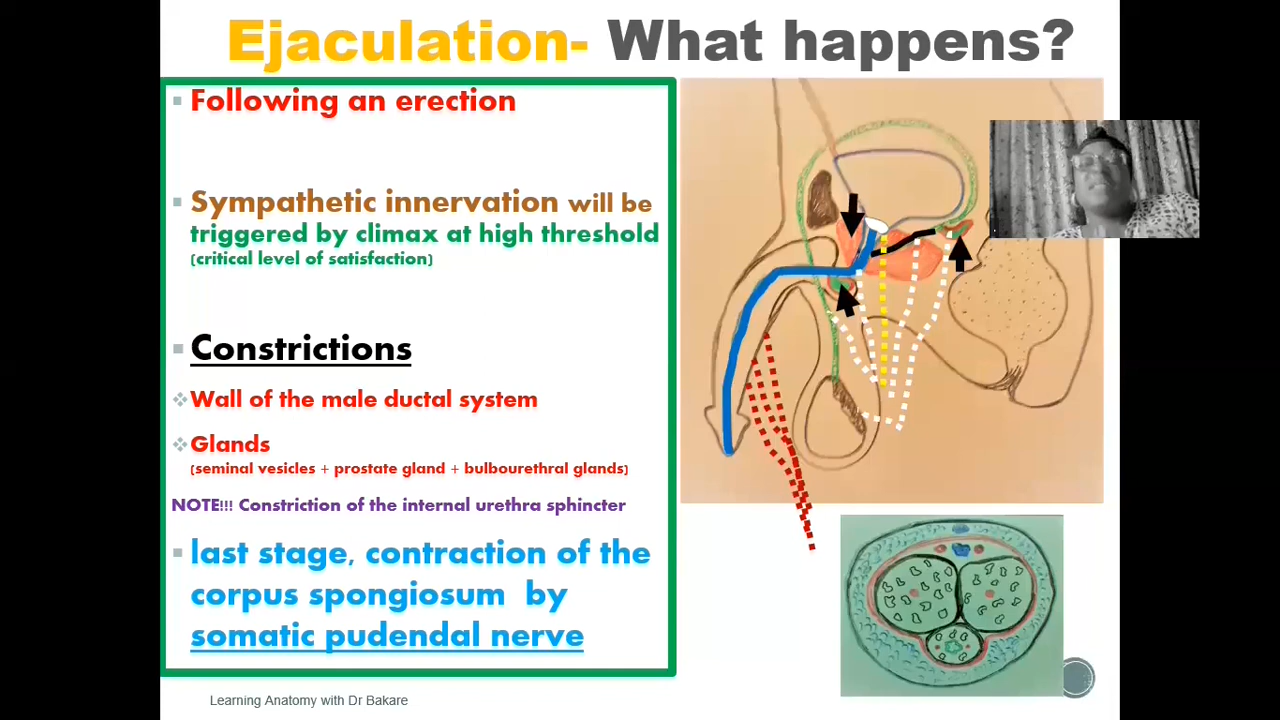 Ejaculation- What happens?
Following an erection
Sympathetic innervation will be
triggered by climax at high threshold
(critical level of satisfaction)
Constrictions
Wall of the male ductal system
Glands
(seminal vesicles + prostate gland + bulbourethral glands)
NOTE!!! Constriction of the internal urethra sphincter
last stage, contraction of the
corpus spongiosum by
somatic pudendal nerve
Learning Anatomy with Dr Bakare